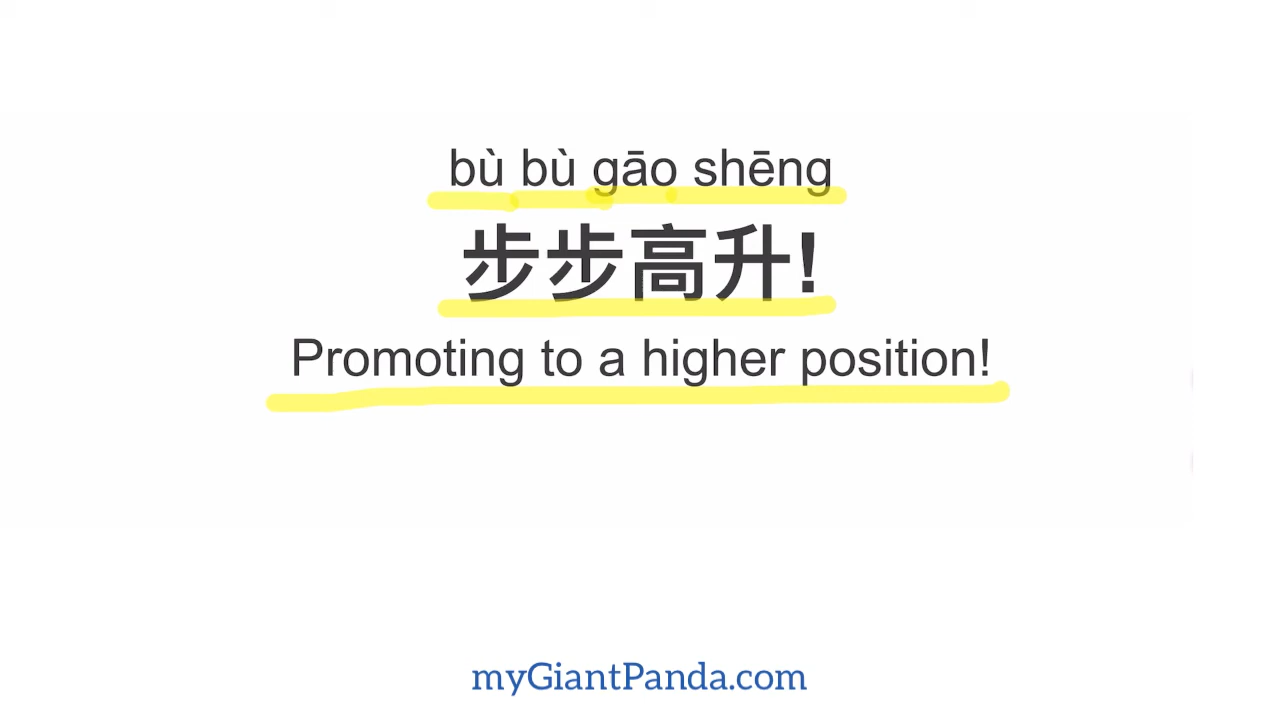 bù bù gāo shēng
步步高升!
Promoting to a higher position!
myGiantPanda.com